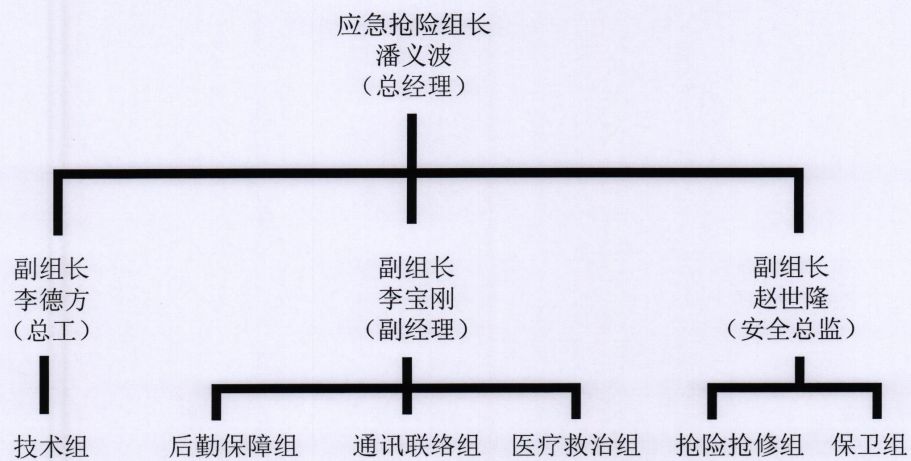 应急抢险组长
潘义波
（总经理）
副组长
李德方
（总工）
副组长
李宝刚
（副经理）
副组长
赵世隆
（安全总监）
技术组
后勤保障组
通讯联络组
医疗救治组
抢险抢修组
保卫组